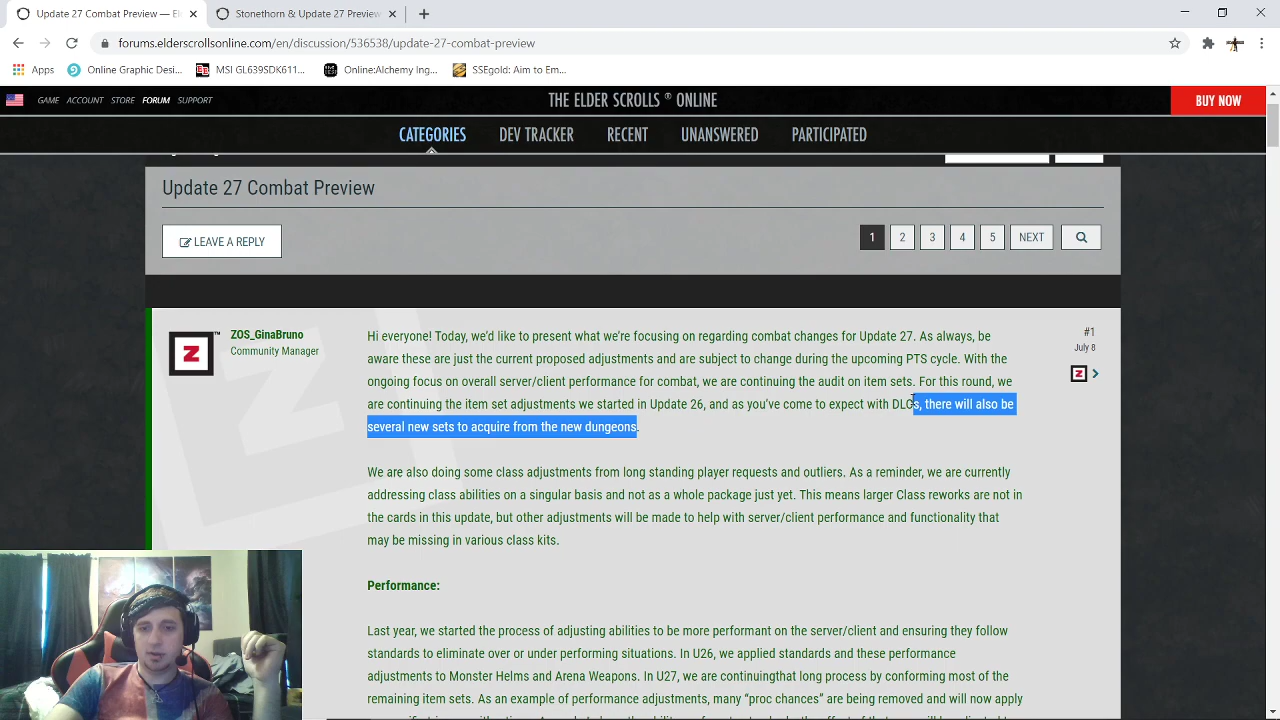 Update 27 Combat Preview — El
Stonethorn & Update 27 Preview
forums.elderscrollsonline.com/en/discussion/536538/update-27-combat-preview
Apps
Online Graphic Desi...
MSI GL639SDK611...
Online:Alchemy Ing...
SSEgold: Aim to Em...
GAME ACCOUNT STORE FORUM SUPPORT
THE ELDER SCROLLS ® ONLINE
BUY NOW
CATEGORIES DEV TRACKER RECENT UNANSWERED PARTICIPATED
Update 27 Combat Preview
LEAVE A REPLY
1 2 3 4 5 NEXT
ZOS_GinaBruno
Community Manager
#1
July 8
Hi everyone! Today, we’d like to present what we’re focusing on regarding combat changes for Update 27. As always, be
aware these are just the current proposed adjustments and are subject to change during the upcoming PTS cycle. With the
ongoing focus on overall server/client performance for combat, we are continuing the audit on item sets. For this round, we
are continuing the item set adjustments we started in Update 26, and as you’ve come to expect with DLCs, there will also be
several new sets to acquire from the new dungeons.
We are also doing some class adjustments from long standing player requests and outliers. As a reminder, we are currently
addressing class abilities on a singular basis and not as a whole package just yet. This means larger Class reworks are not in
the cards in this update, but other adjustments will be made to help with server/client performance and functionality that
may be missing in various class kits.
Performance:
Last year, we started the process of adjusting abilities to be more performant on the server/client and ensuring they follow
standards to eliminate over or under performing situations. In U26, we applied standards and these performance
adjustments to Monster Helms and Arena Weapons. In U27, we are continuingthat long process by conforming most of the
remaining item sets. As an example of performance adjustments, many “proc chances” are being removed and will now apply